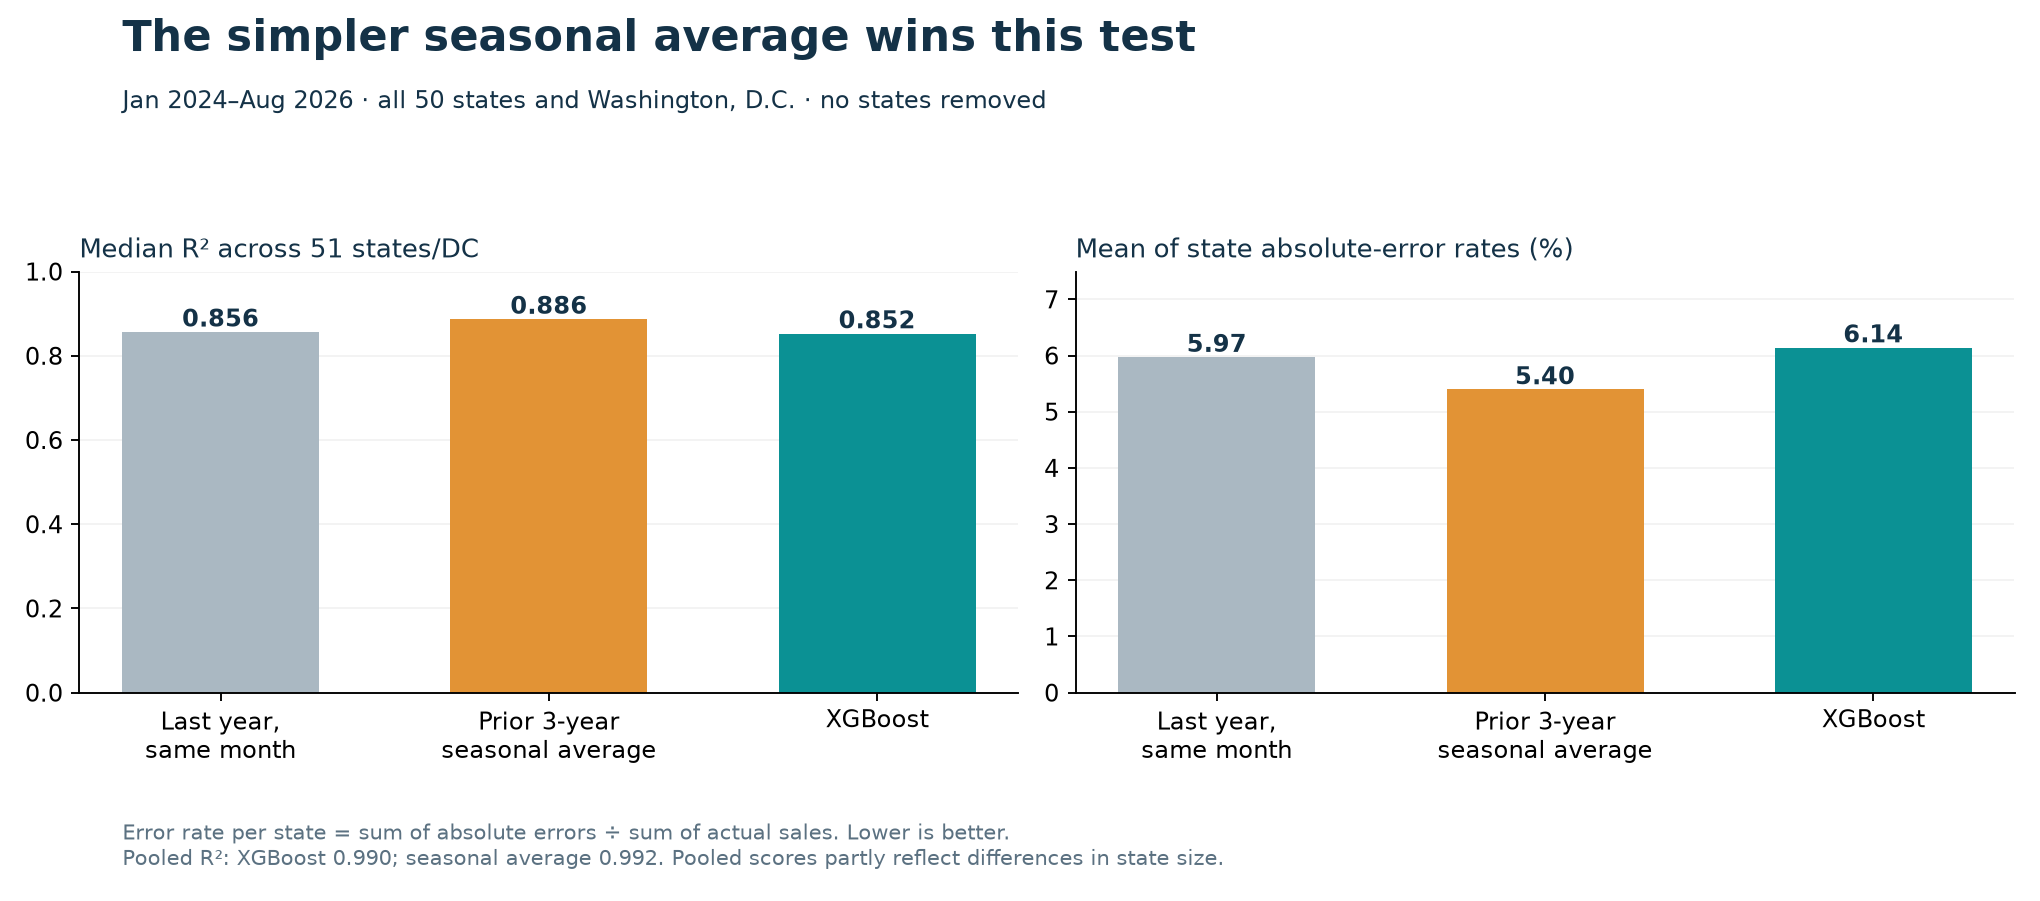 The simpler seasonal average wins this test
Jan 2024–Aug 2026 · all 50 states and Washington, D.C. · no states removed
Median R² across 51 states/DC
1.0
0.8
0.6
0.4
0.2
0.0
0.856
0.886
0.852
Last year,
same month
Prior 3-year
seasonal average
XGBoost
Mean of state absolute-error rates (%)
7
6
5
4
3
2
1
0
5.97
5.40
6.14
Last year,
same month
Prior 3-year
seasonal average
XGBoost
Error rate per state = sum of absolute errors ÷ sum of actual sales. Lower is better.
Pooled R²: XGBoost 0.990; seasonal average 0.992. Pooled scores partly reflect differences in state size.